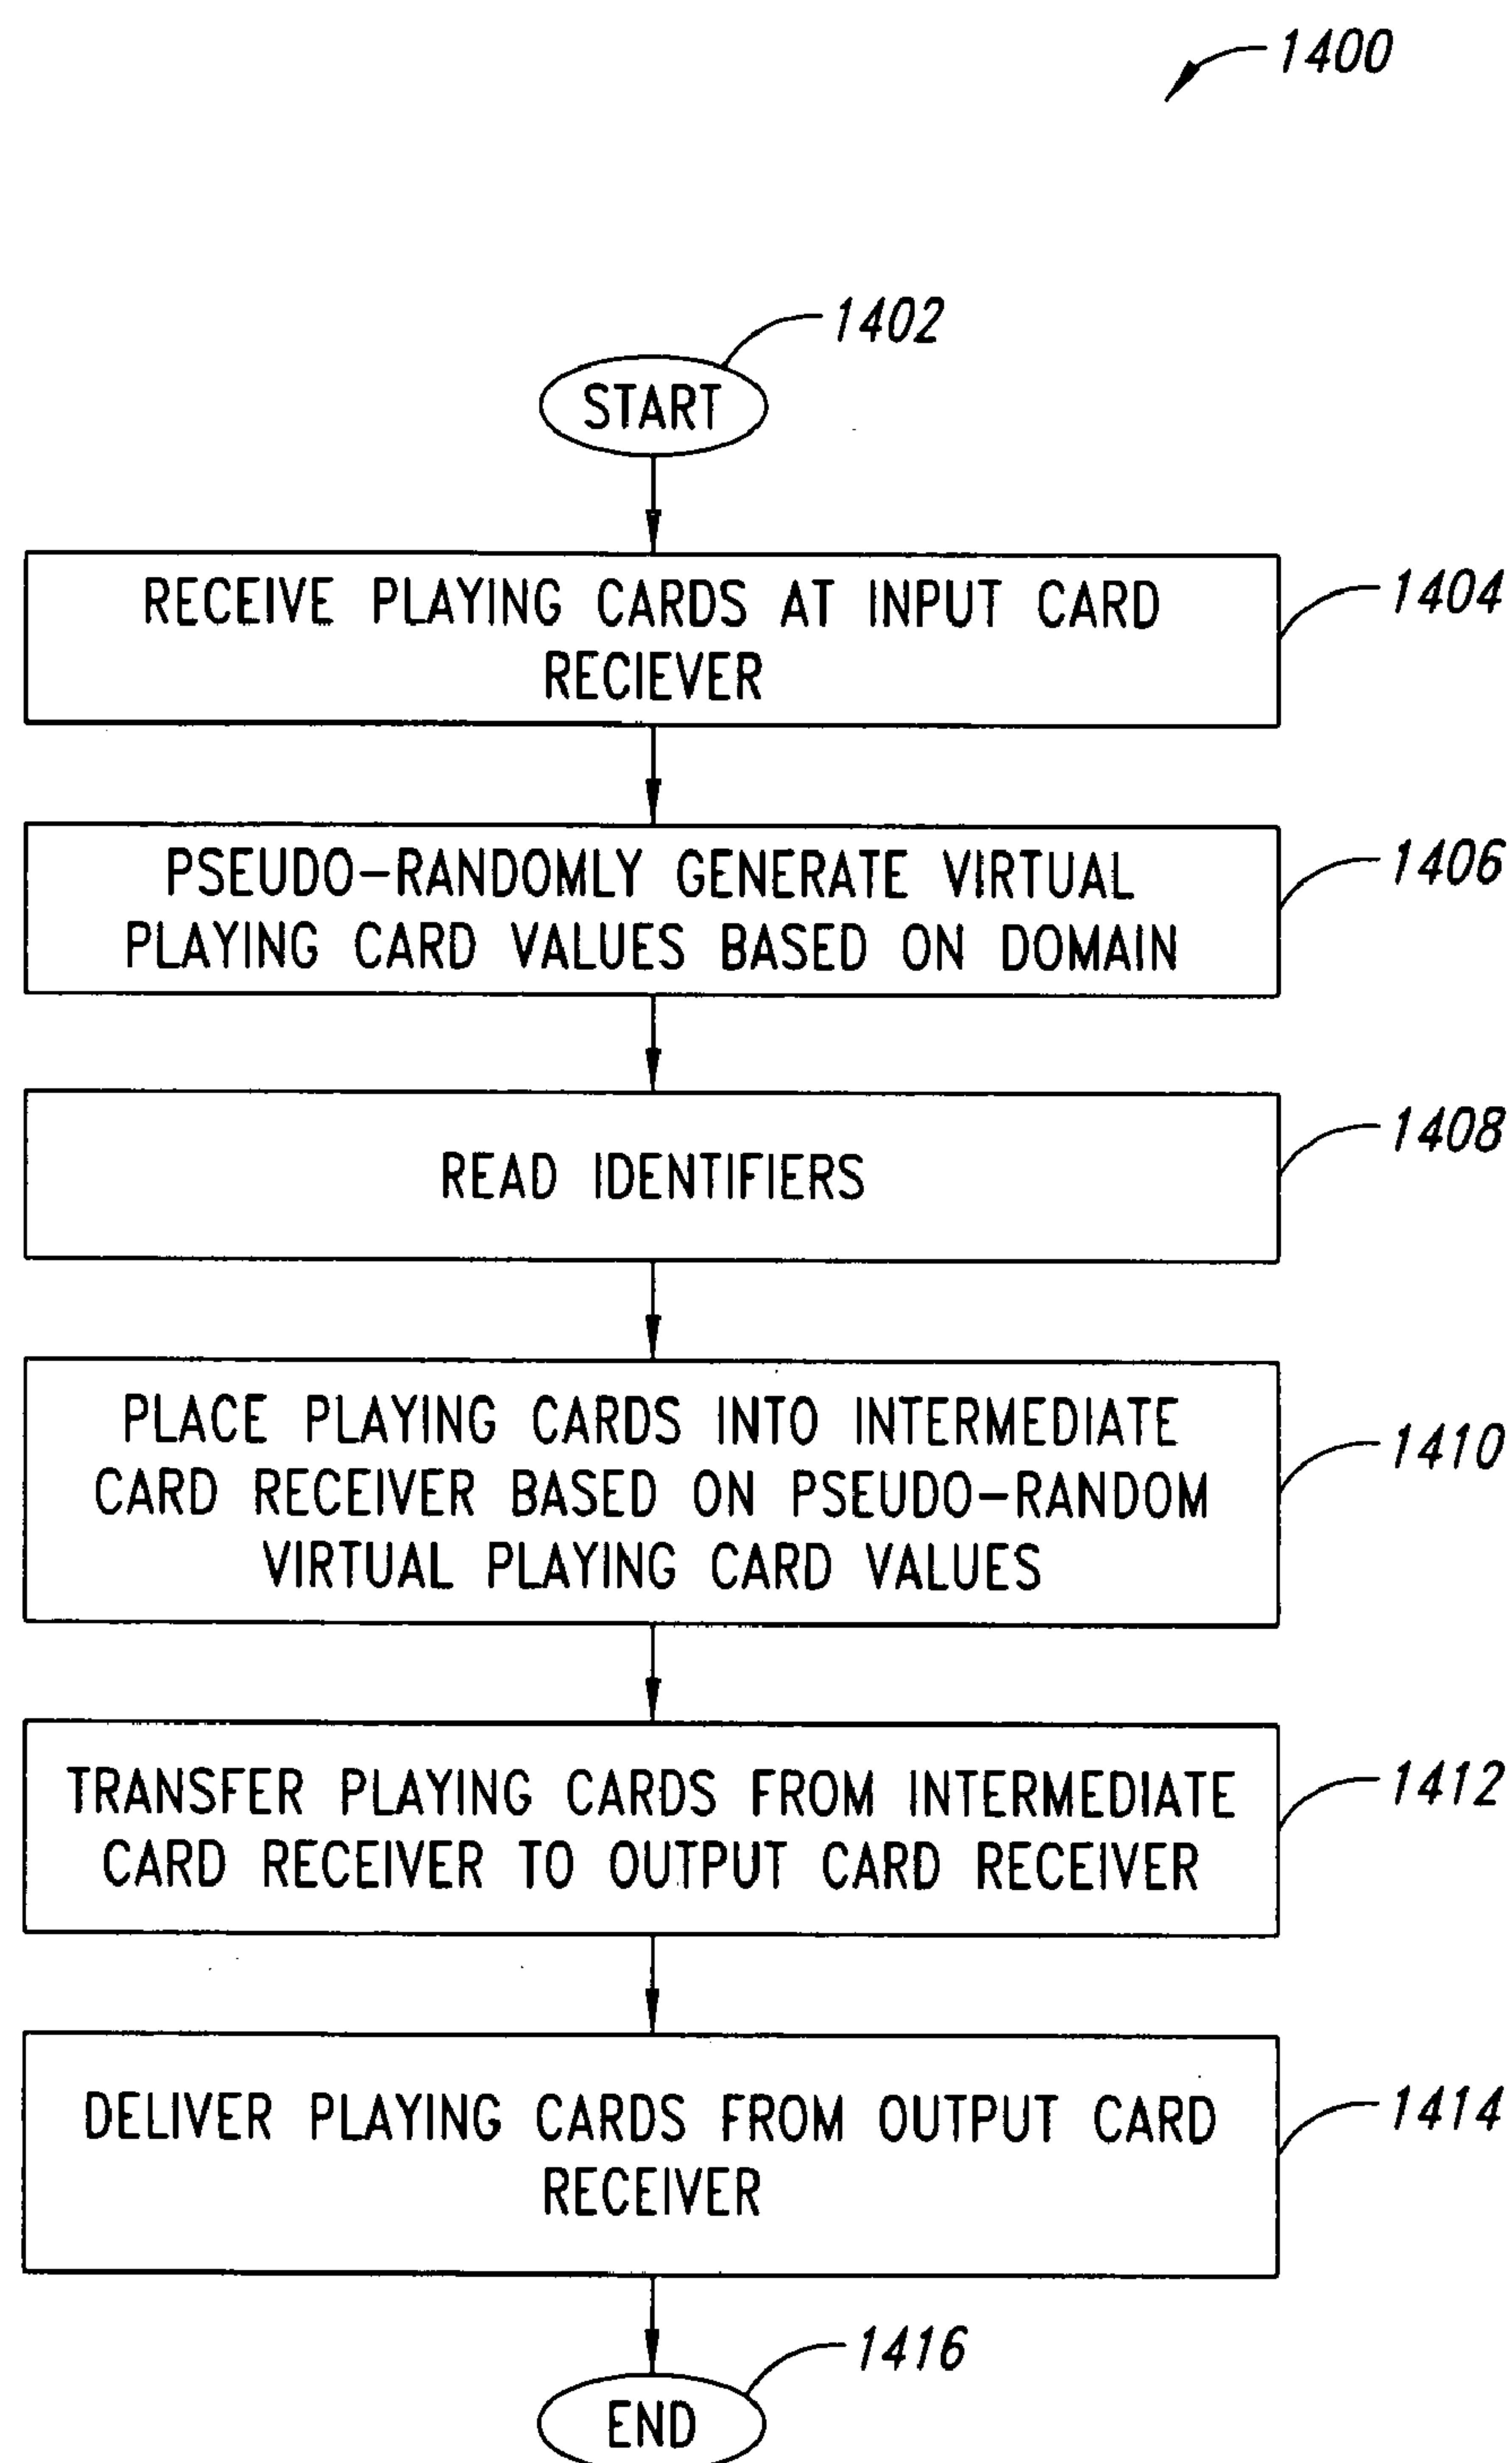 1400
1402
START
RECEIVE PLAYING CARDS AT INPUT CARD
RECIEVER
1404
PSEUDO-RANDOMLY GENERATE VIRTUAL
PLAYING CARD VALUES BASED ON DOMAIN
1406
READ IDENTIFIERS
1408
PLACE PLAYING CARDS INTO INTERMEDIATE
CARD RECEIVER BASED ON PSEUDO-RANDOM
VIRTUAL PLAYING CARD VALUES
1410
TRANSFER PLAYING CARDS FROM INTERMEDIATE
CARD RECEIVER TO OUTPUT CARD RECEIVER
1412
DELIVER PLAYING CARDS FROM OUTPUT CARD
RECEIVER
1414
1416
END